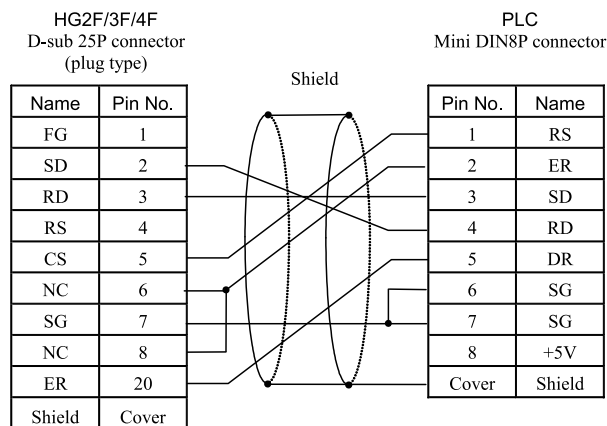 HG2F/3F/4F
D-sub 25P connector
(plug type)
PLC
Mini DIN8P connector
Shield
Name Pin No.
FG 1
SD 2
RD 3
RS 4
CS 5
NC 6
SG 7
NC 8
ER 20
Shield Cover
Pin No. Name
1 RS
2 ER
3 SD
4 RD
5 DR
6 SG
7 SG
8 +5V
Cover Shield